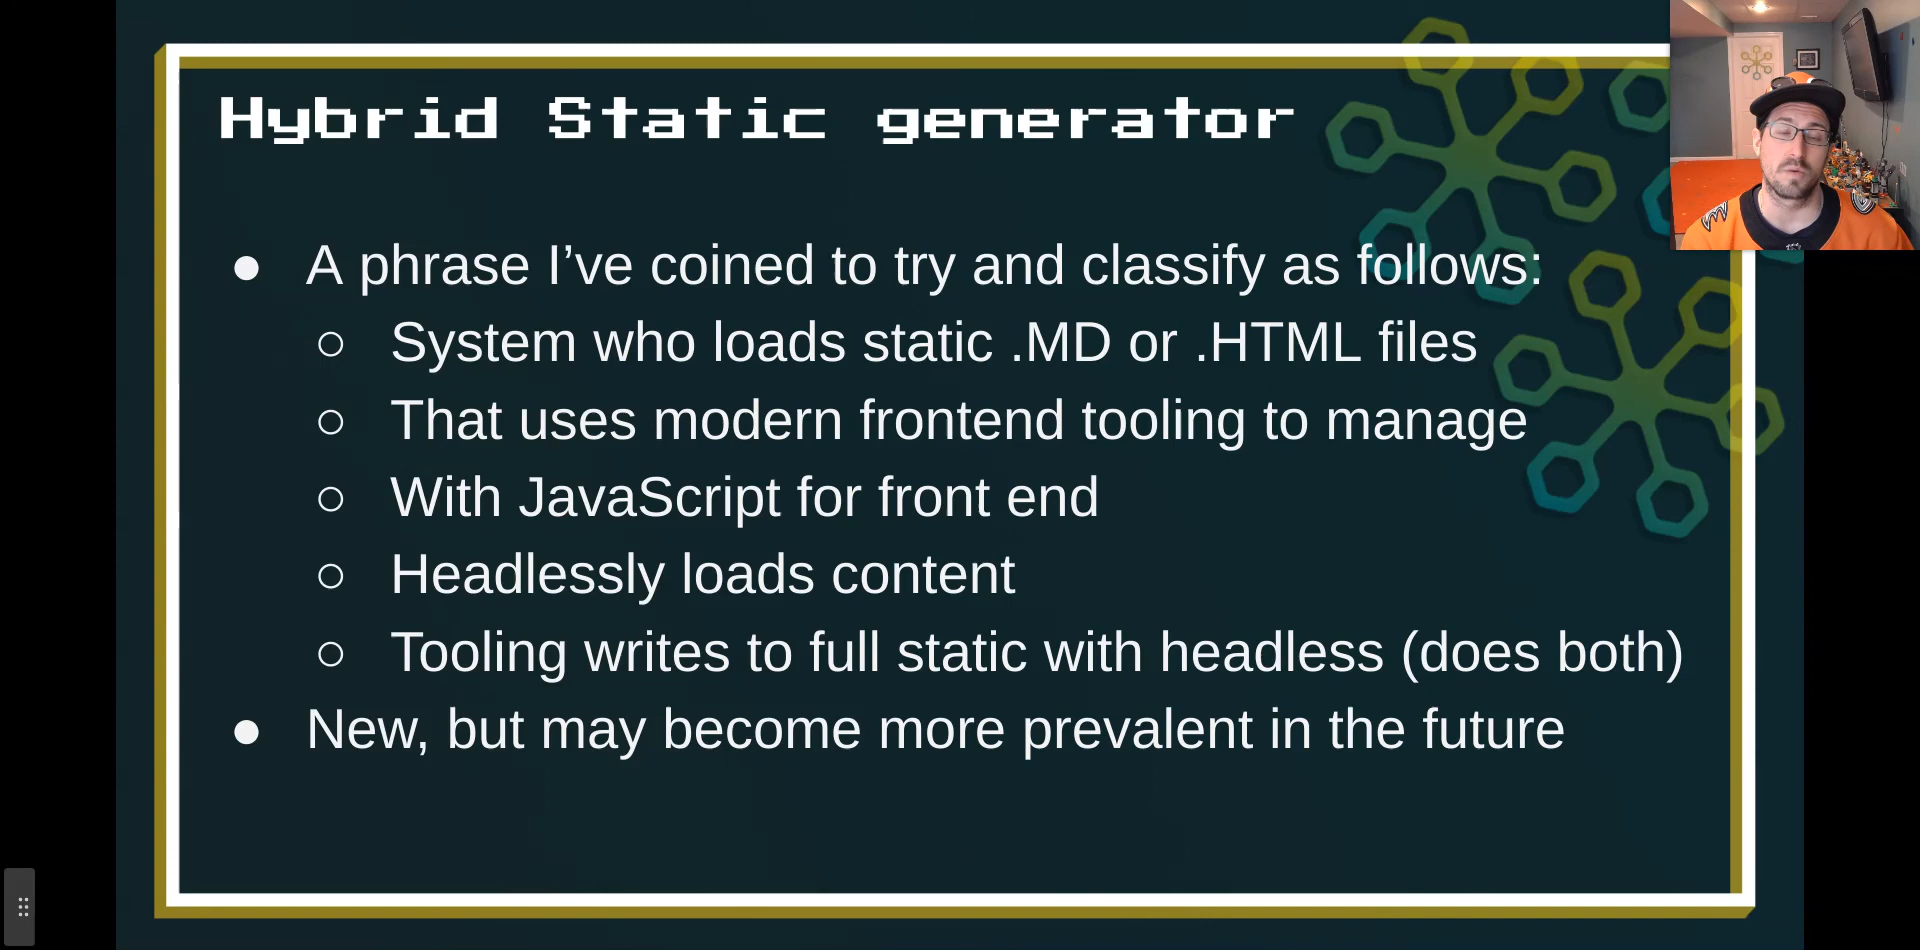 Hybrid Static generator
● A phrase I’ve coined to try and classify as follows:
○ System who loads static .MD or .HTML files
○ That uses modern frontend tooling to manage
○ With JavaScript for front end
○ Headlessly loads content
○ Tooling writes to full static with headless (does both)
● New, but may become more prevalent in the future